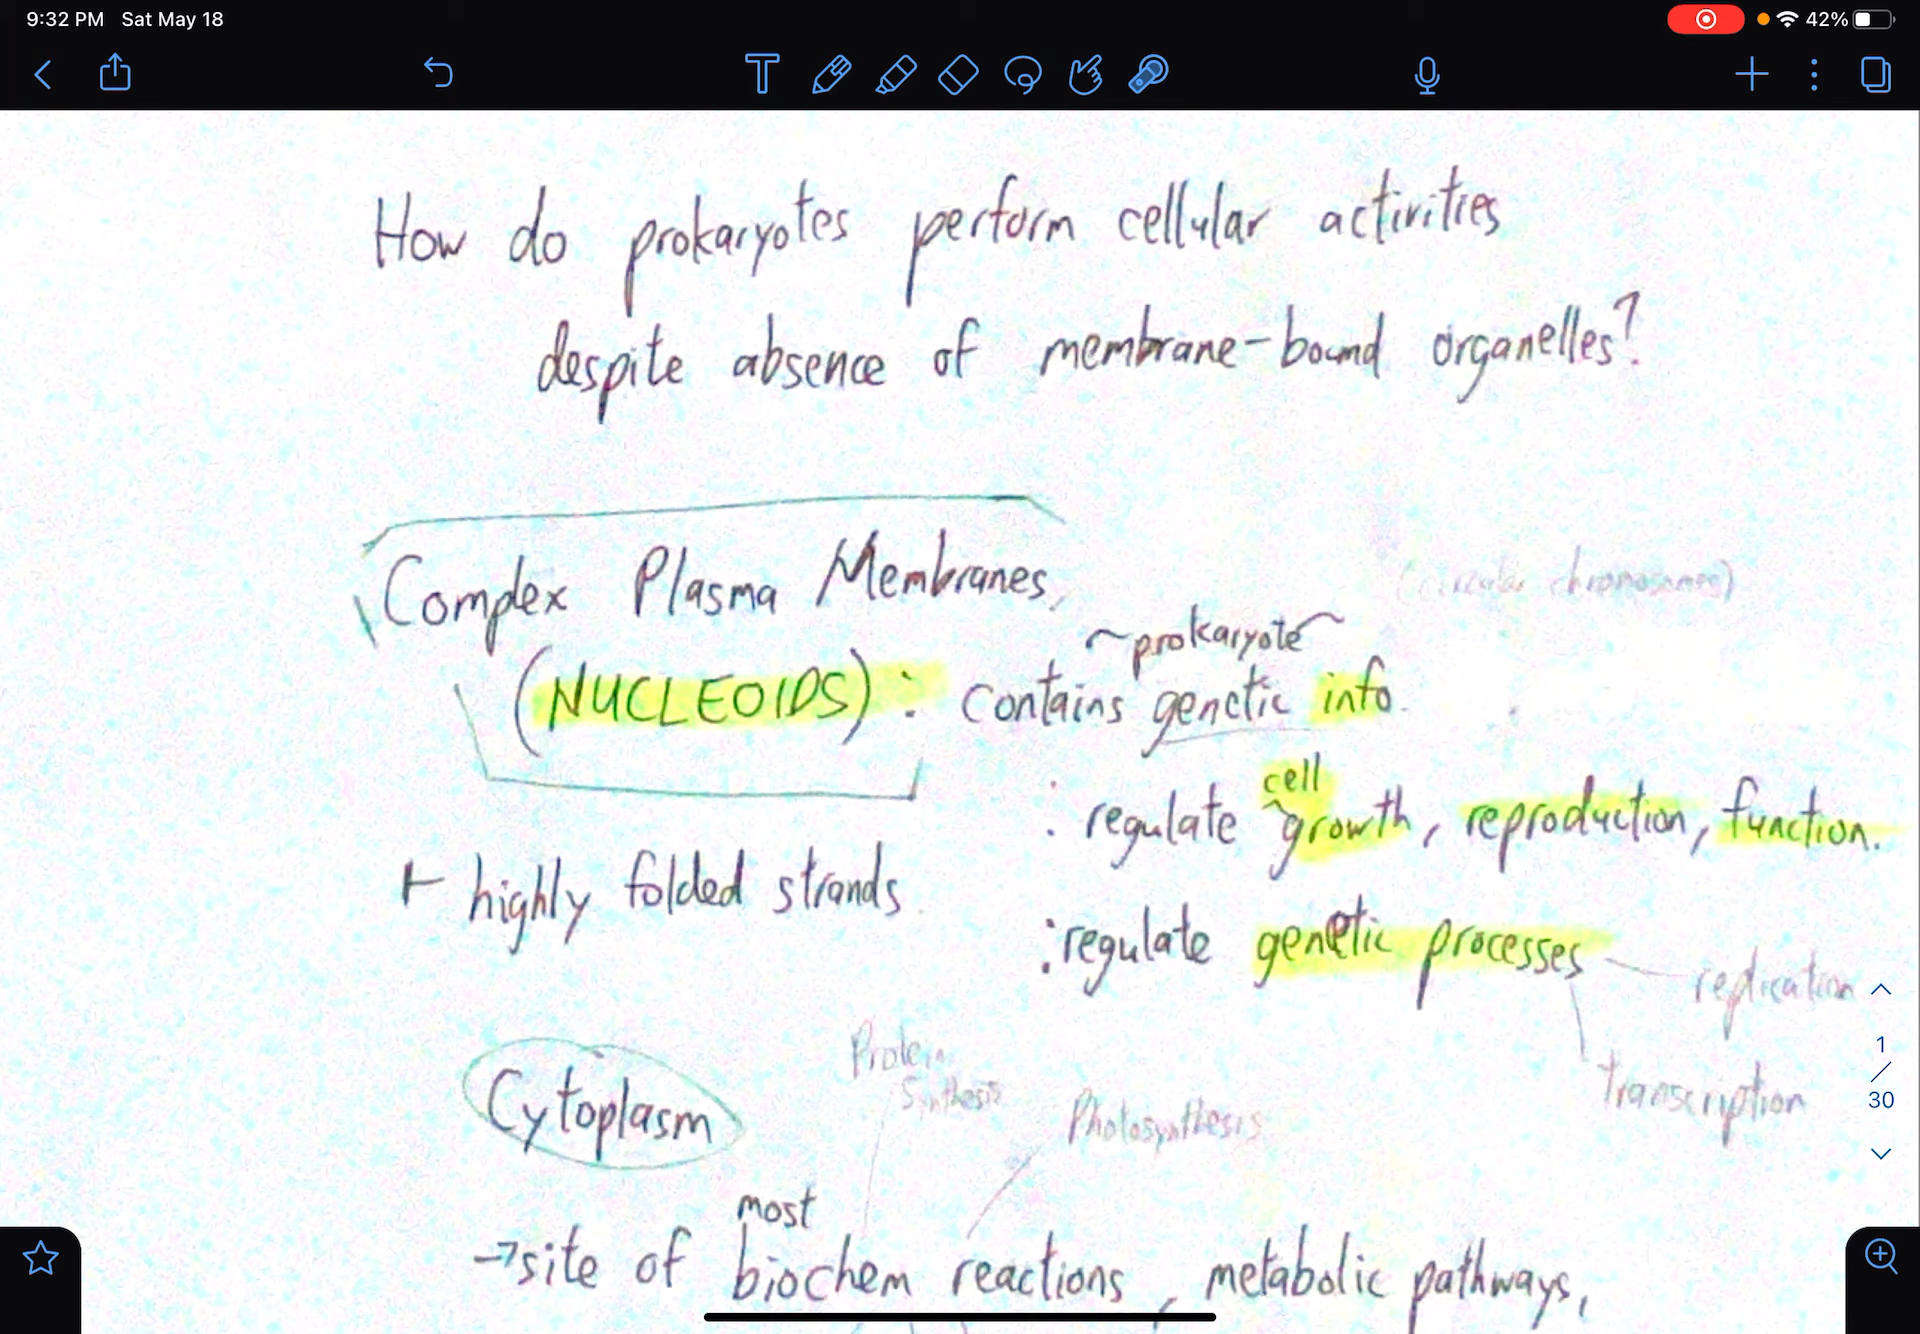 9:32 PM Sat May 18
42%
How do prokaryotes perform cellular activities
despite absence of membrane-bound organelles?
Complex Plasma Membranes,
(circular chromosomes)
~prokaryote~
(NUCLEOIDS) : contains genetic info.
cell
: regulate ^growth, reproduction, function.
⊢ highly folded strands
: regulate genetic processes
replication
1
/
30
transcription
Protein
Synthesis
Photosynthesis
Cytoplasm
most
→ site of biochem reactions, metabolic pathways,